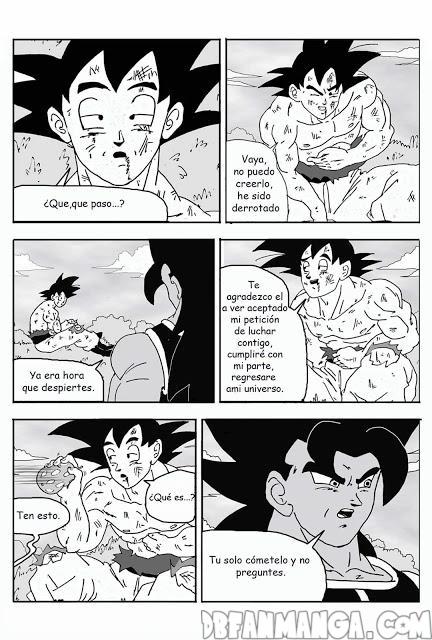 ¿Que,que paso...?
Vaya,
no puedo
creerlo,
he sido
derrotado
Ya era hora
que despiertes.
Te
agradezco el
a ver aceptado
mi petición
de luchar
contigo,
cumpliré con
mi parte,
regresare
ami universo.
Ten esto.
¿Qué es...?
Tu solo cómetelo y no
preguntes.
DBFANMANGA.COM